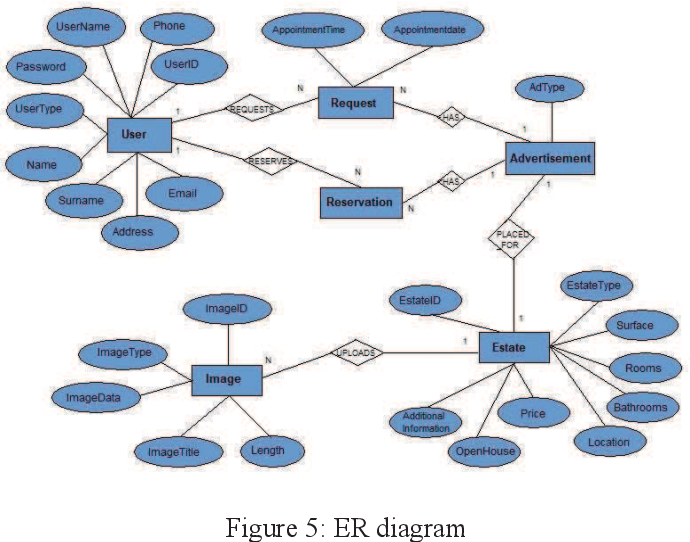 UserName
Phone
AppointmentTime
Appointmentdate
Password
UserID
AdType
UserType
1
REQUESTS
N
Request
N
HAS
1
User
1
RESERVES
N
Advertisement
Name
Email
Surname
Reservation
N
HAS
1
1
Address
PLACED_
FOR
ImageID
EstateID
EstateType
1
Surface
ImageType
N
UPLOADS
1
Estate
Image
Rooms
ImageData
Bathrooms
Additional
Information
Price
Location
ImageTitle
Length
OpenHouse
Figure 5: ER diagram